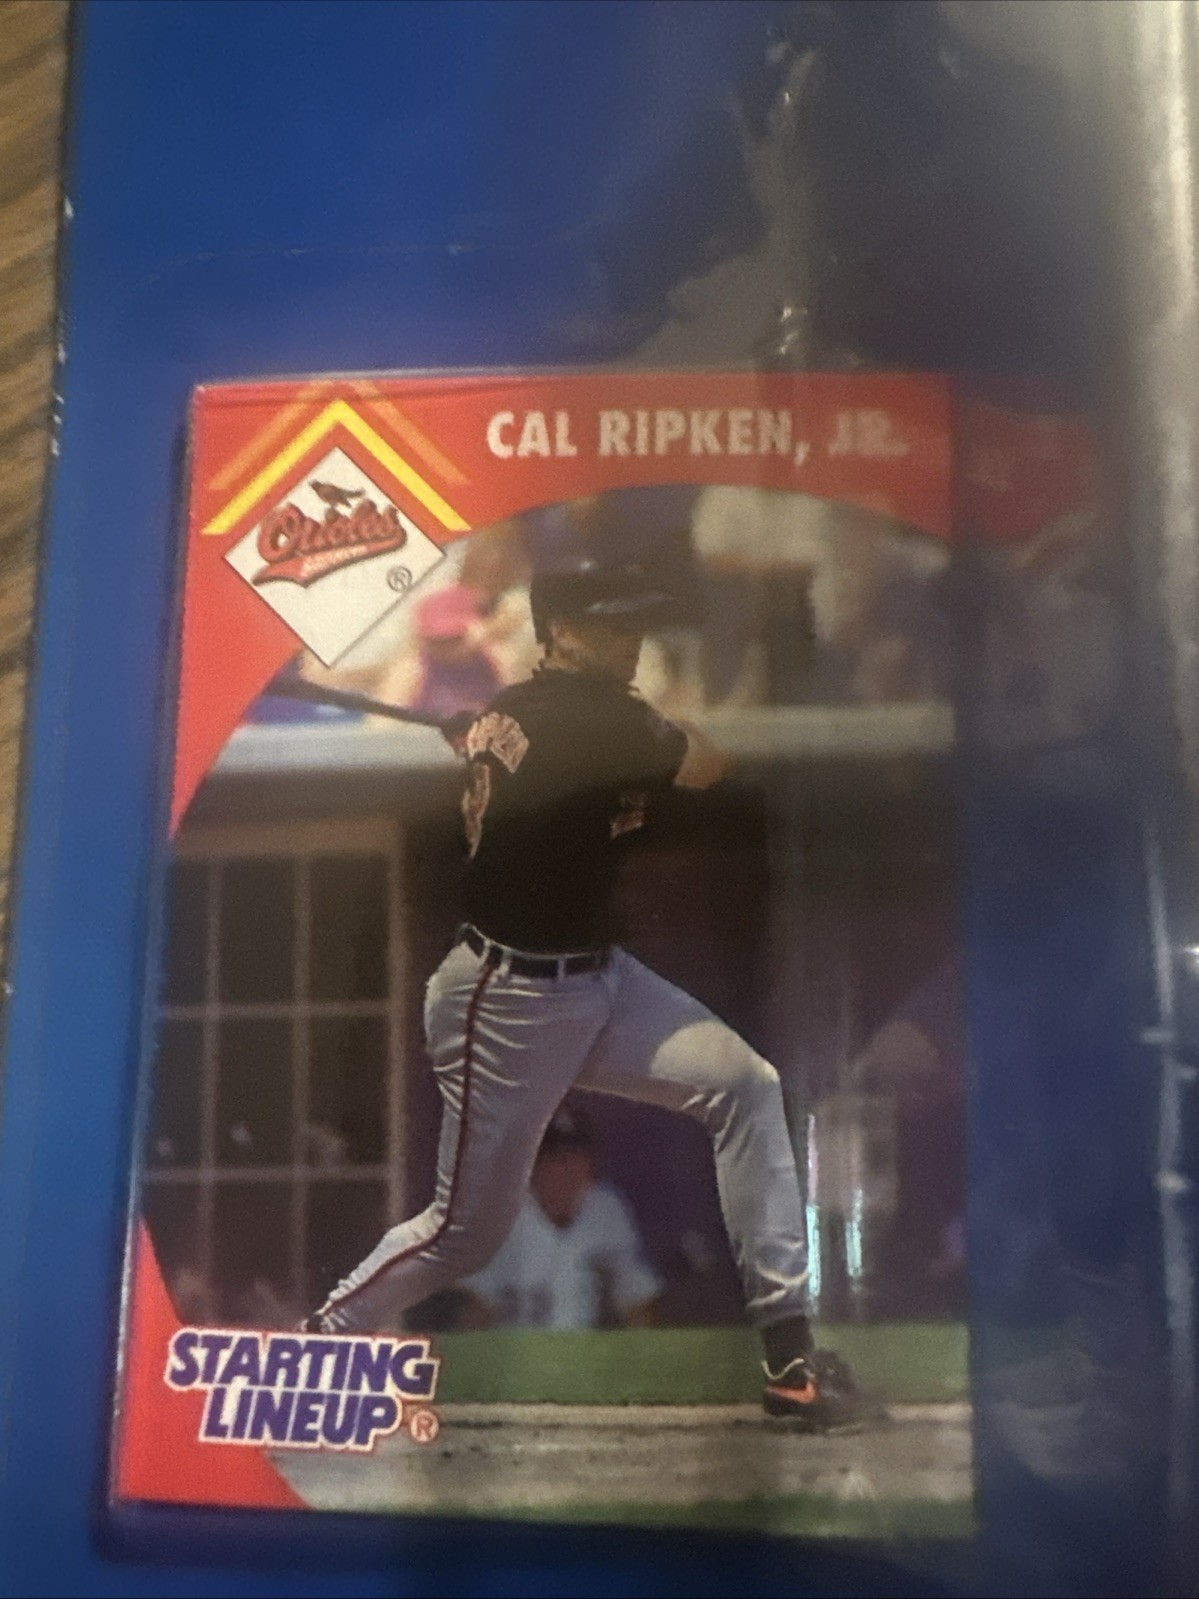 CAL RIPKEN, JR.
Orioles
®
STARTING
LINEUP®